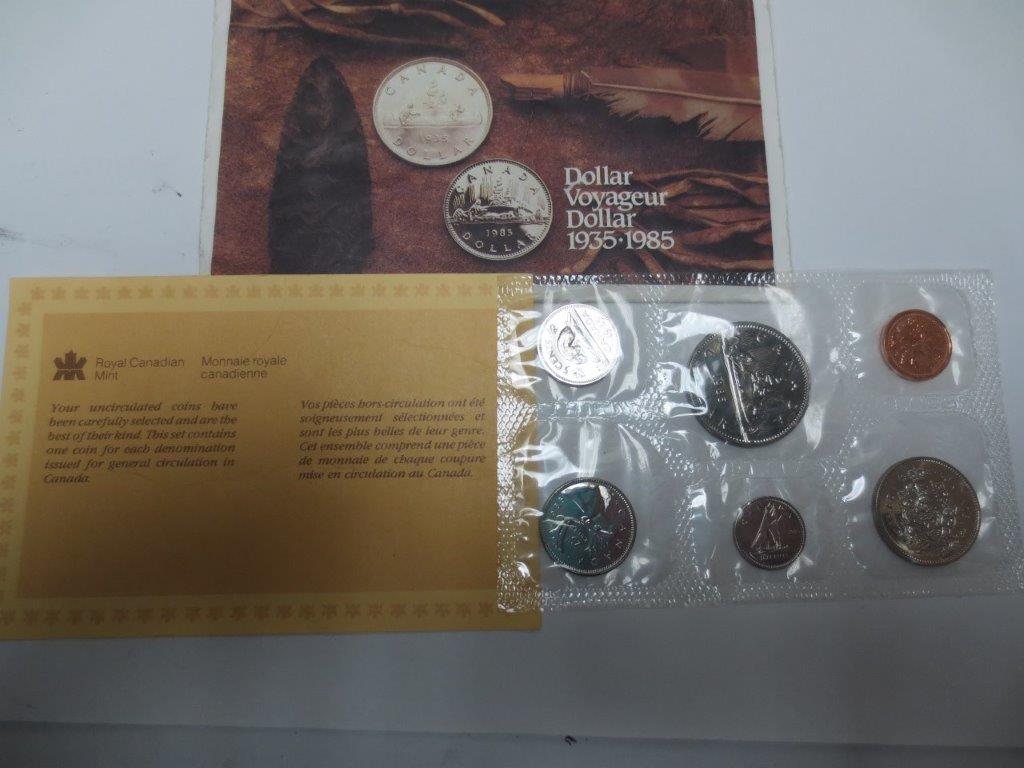 CANADA
1935
DOLLAR
CANADA
1985
DOLLAR
Dollar
Voyageur
Dollar
1935·1985
Royal Canadian
Mint
Monnaie royale
canadienne
Your uncirculated coins have
been carefully selected and are the
best of their kind. This set contains
one coin for each denomination
issued for general circulation in
Canada.
Vos pièces hors-circulation ont été
soigneusement sélectionnées et
sont les plus belles de leur genre.
Cet ensemble comprend une pièce
de monnaie de chaque coupure
mise en circulation au Canada.